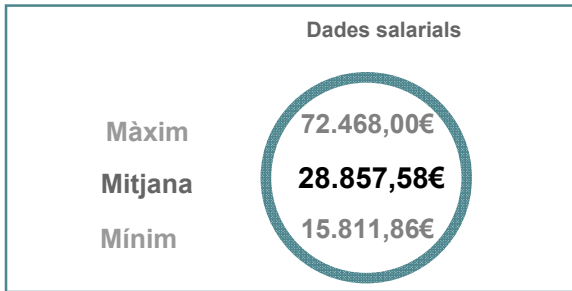 Dades salarials
Màxim 72.468,00€
Mitjana 28.857,58€
Mínim 15.811,86€